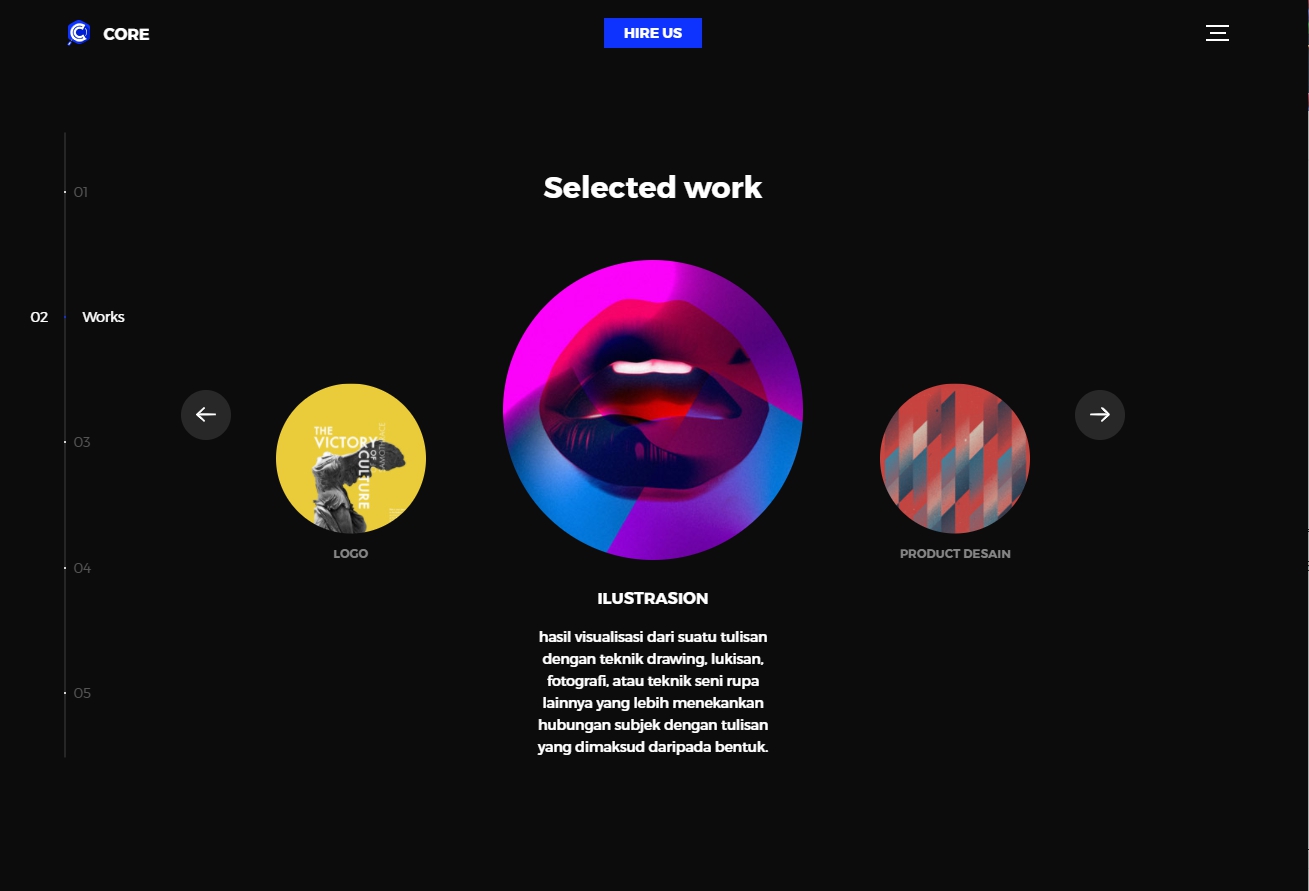 CORE
HIRE US
Selected work
01
02 Works
03
04
05
THE
VICTORY
OF
CULTURE
LOGO
PRODUCT DESAIN
ILUSTRASION
hasil visualisasi dari suatu tulisan
dengan teknik drawing, lukisan,
fotografi, atau teknik seni rupa
lainnya yang lebih menekankan
hubungan subjek dengan tulisan
yang dimaksud daripada bentuk.